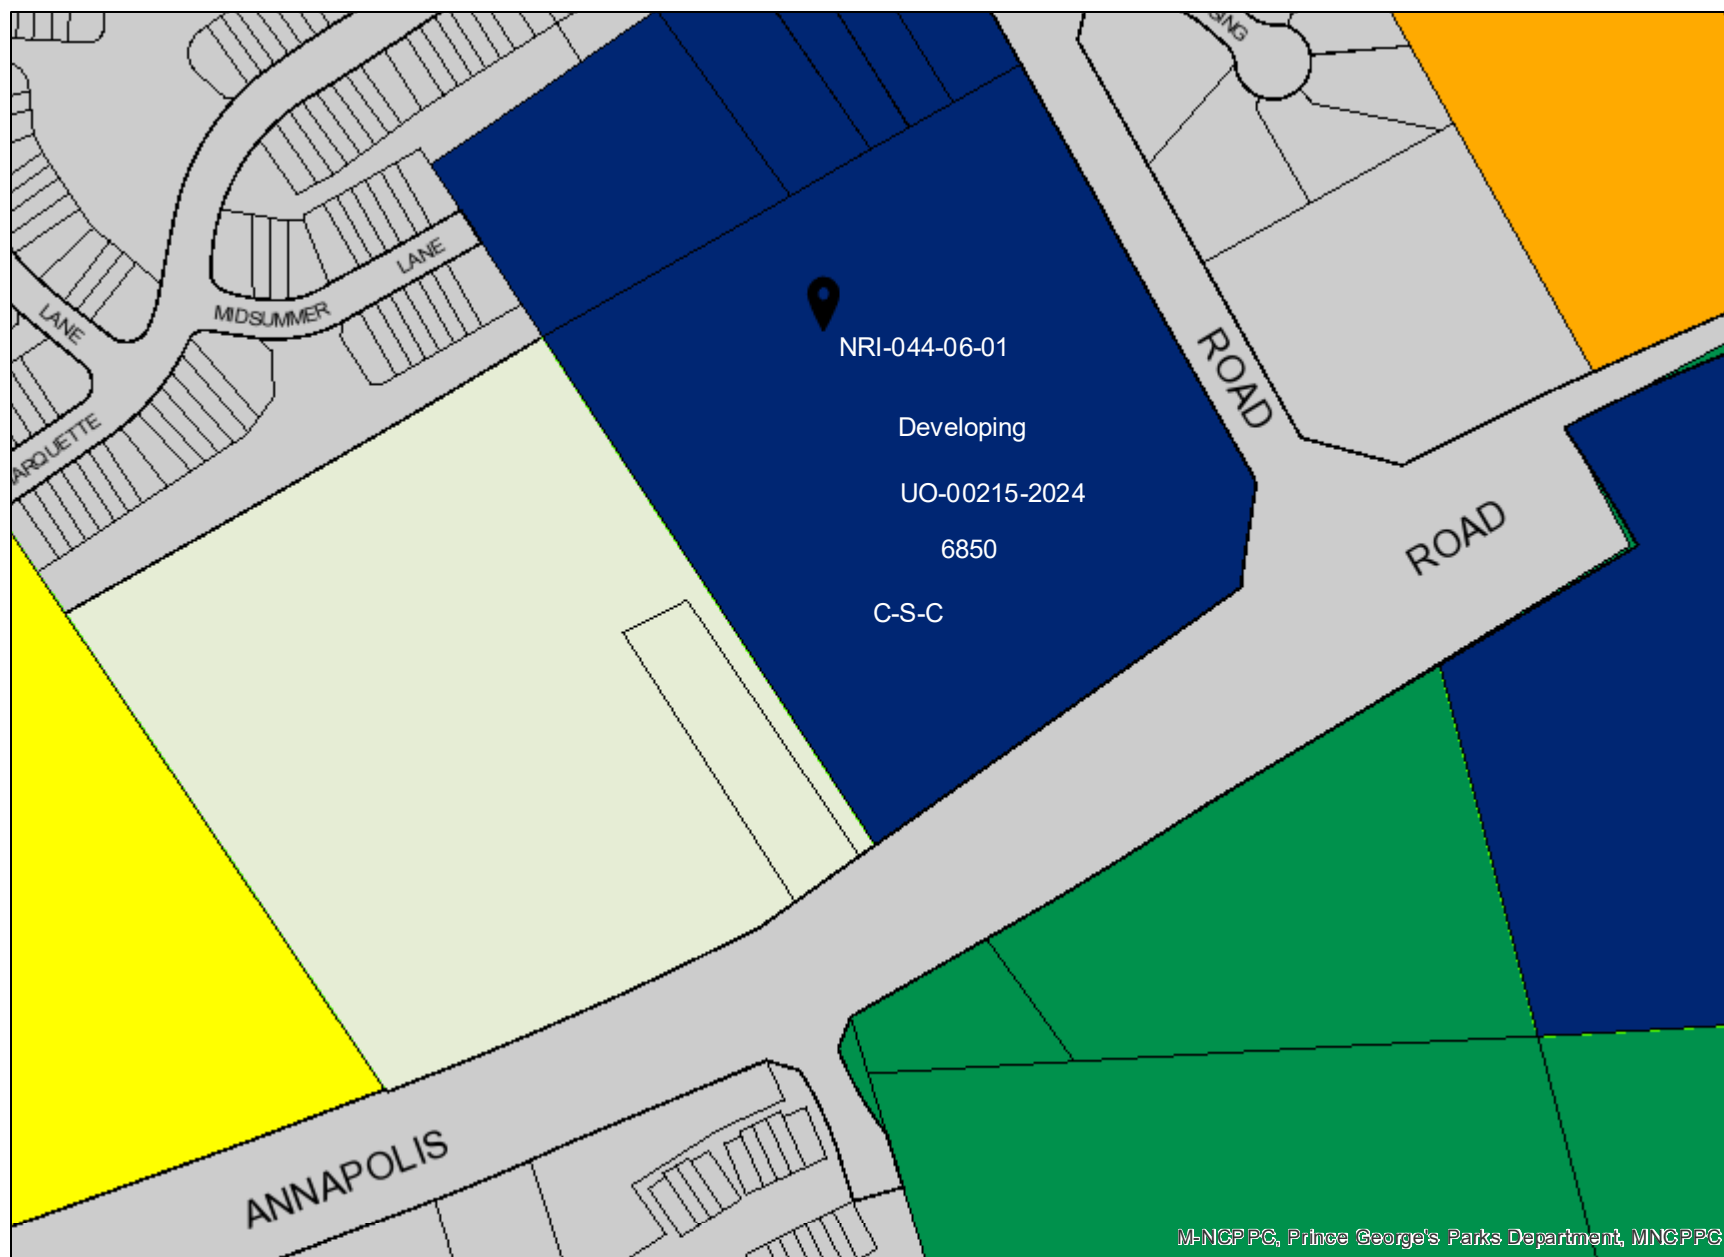 LANE
MIDSUMMER
LANE
NRI-044-06-01
ROAD
Developing
UO-00215-2024
ROAD
6850
C-S-C
ANNAPOLIS
M-NCPPC, Prince George's Parks Department, MNCPPC